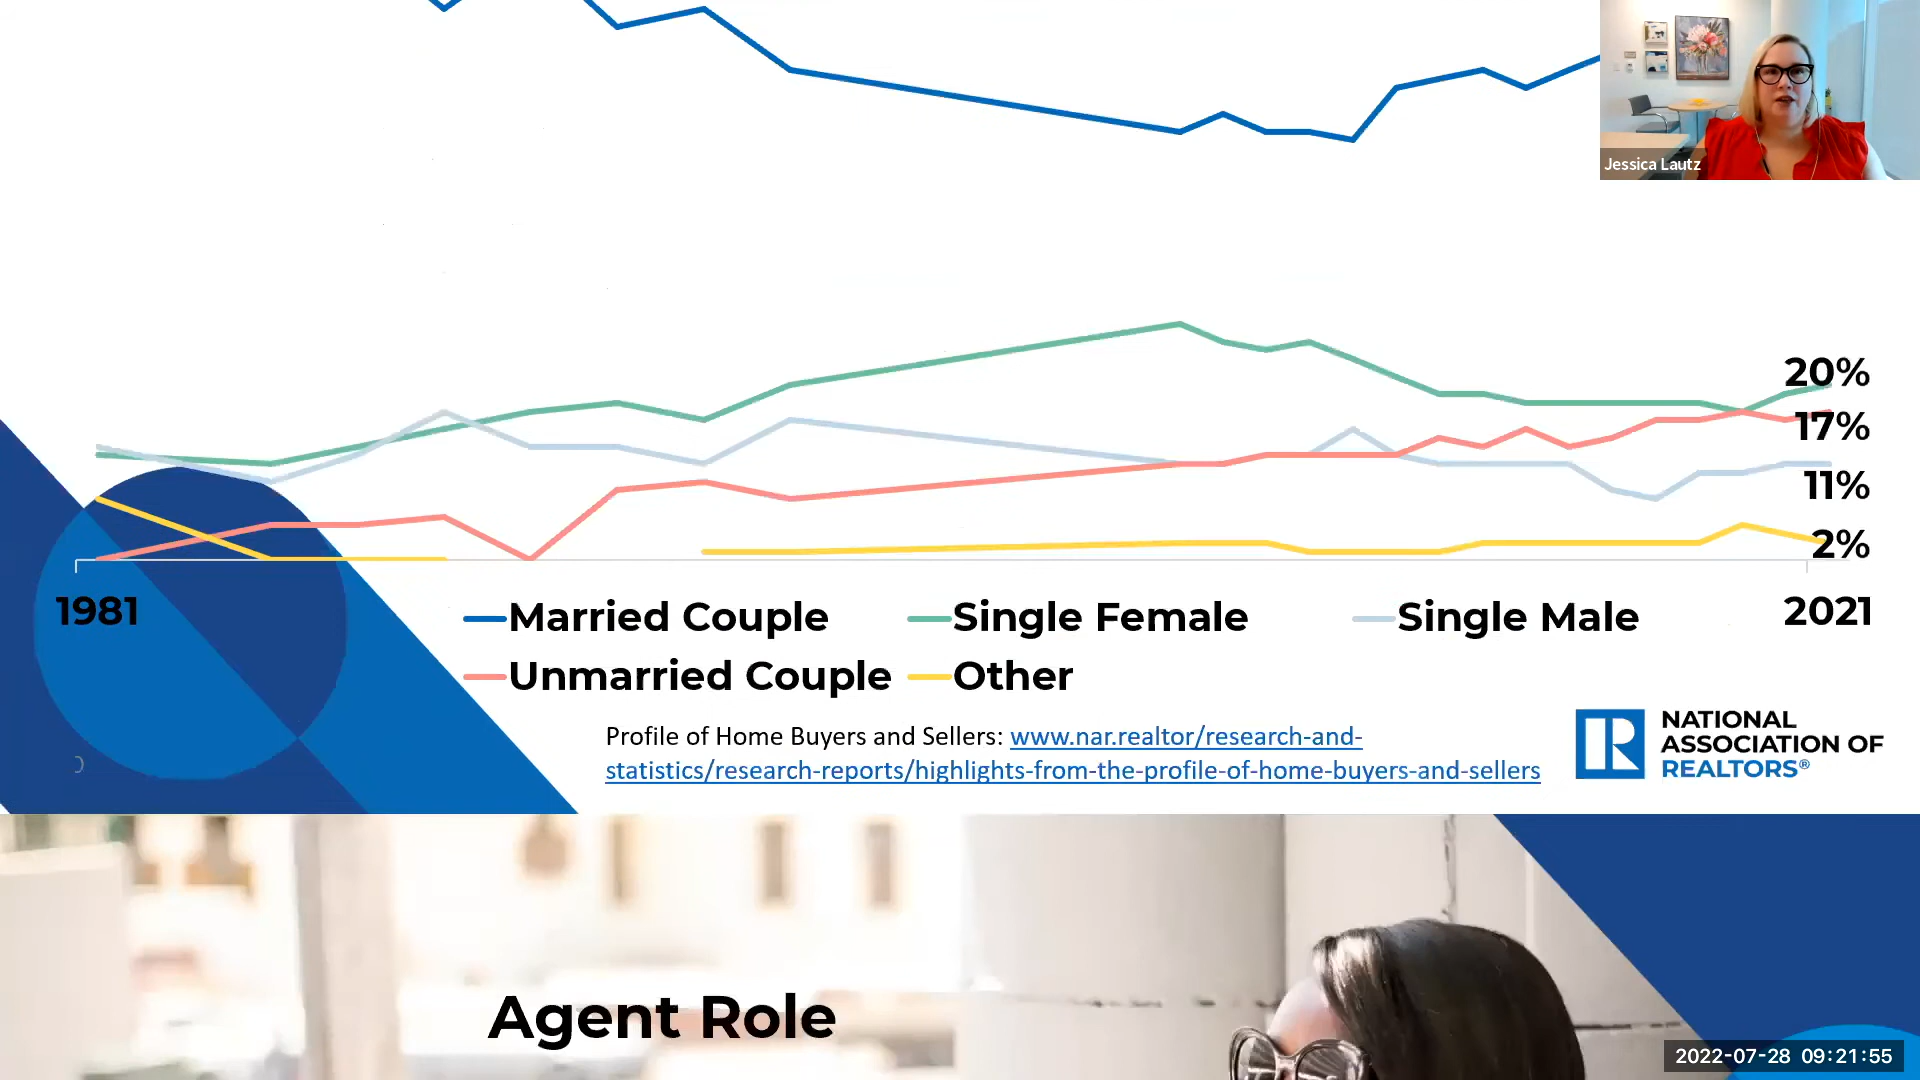 Jessica Lautz
20%
17%
11%
2%
1981
2021
Married Couple
Single Female
Single Male
Unmarried Couple
Other
Profile of Home Buyers and Sellers: www.nar.realtor/research-and-
statistics/research-reports/highlights-from-the-profile-of-home-buyers-and-sellers
NATIONAL
ASSOCIATION OF
REALTORS®
Agent Role
2022-07-28 09:21:55